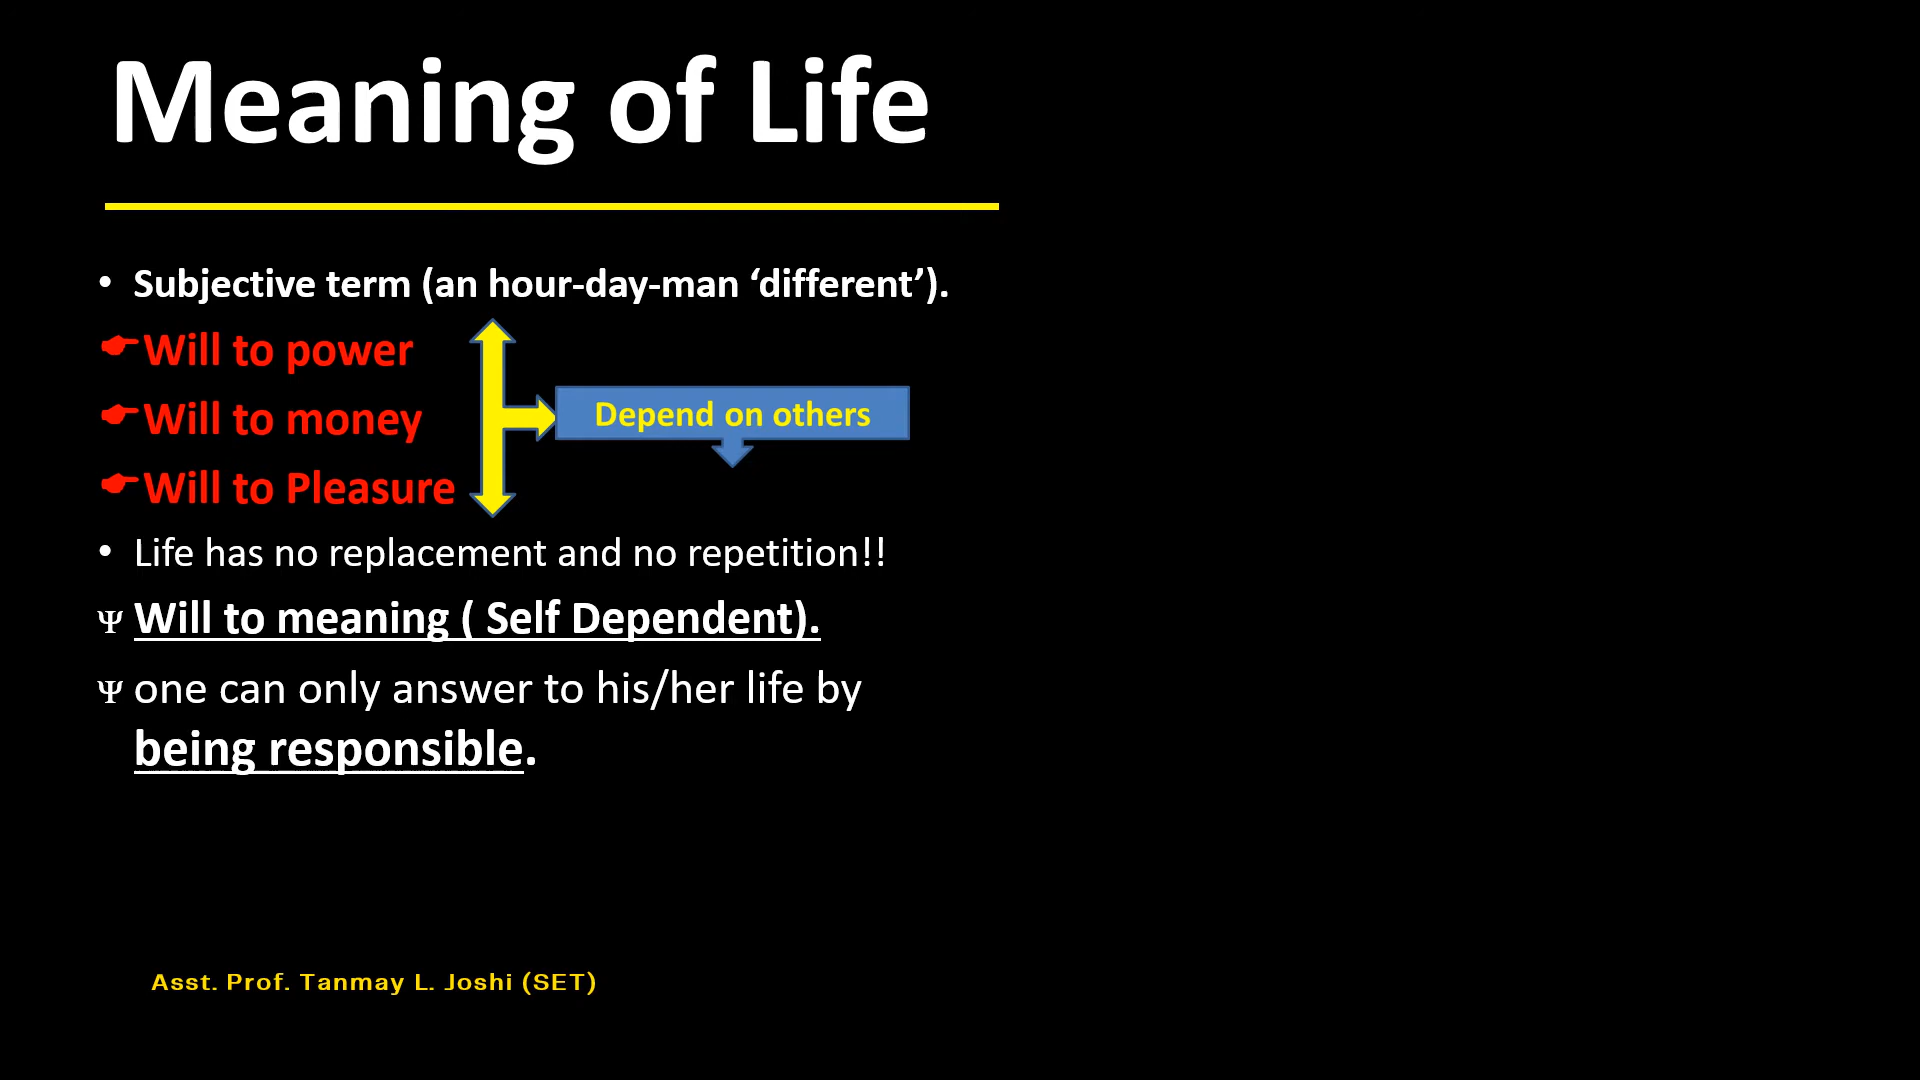 Meaning of Life
• Subjective term (an hour-day-man ‘different’).
☛Will to power
☛Will to money
Depend on others
☛Will to Pleasure
• Life has no replacement and no repetition!!
Ψ Will to meaning ( Self Dependent).
Ψ one can only answer to his/her life by
being responsible.
Asst. Prof. Tanmay L. Joshi (SET)